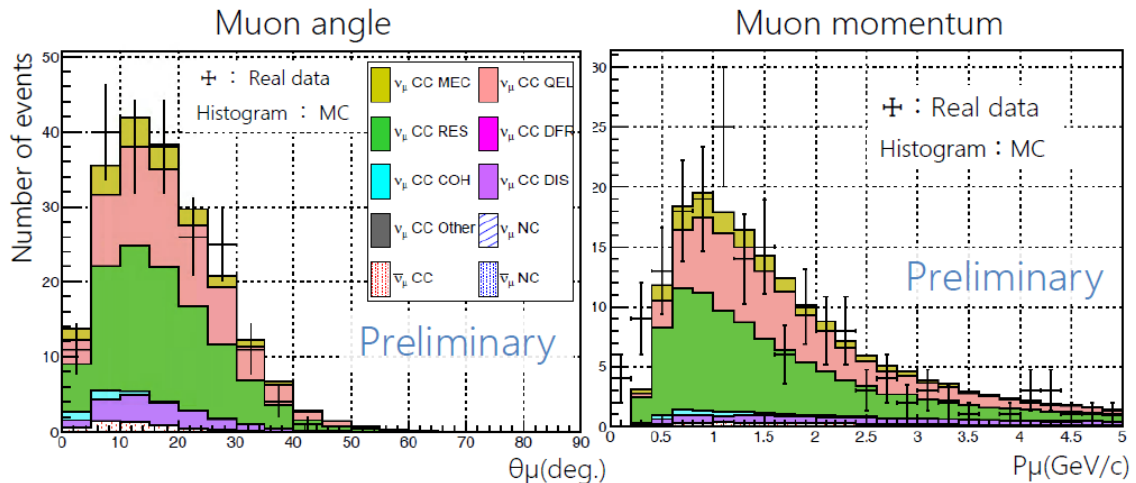 Muon angle
Number of events
50
40
30
20
10
0
0 10 20 30 40 50 60 70 80 90
θμ(deg.)
: Real data
Histogram : MC
νμ CC MEC
νμ CC QEL
νμ CC RES
νμ CC DFR
νμ CC COH
νμ CC DIS
νμ CC Other
νμ NC
ν̅μ CC
ν̅μ NC
Preliminary
Muon momentum
30
25
20
15
10
5
0
0 0.5 1 1.5 2 2.5 3 3.5 4 4.5 5
Pμ(GeV/c)
: Real data
Histogram : MC
Preliminary